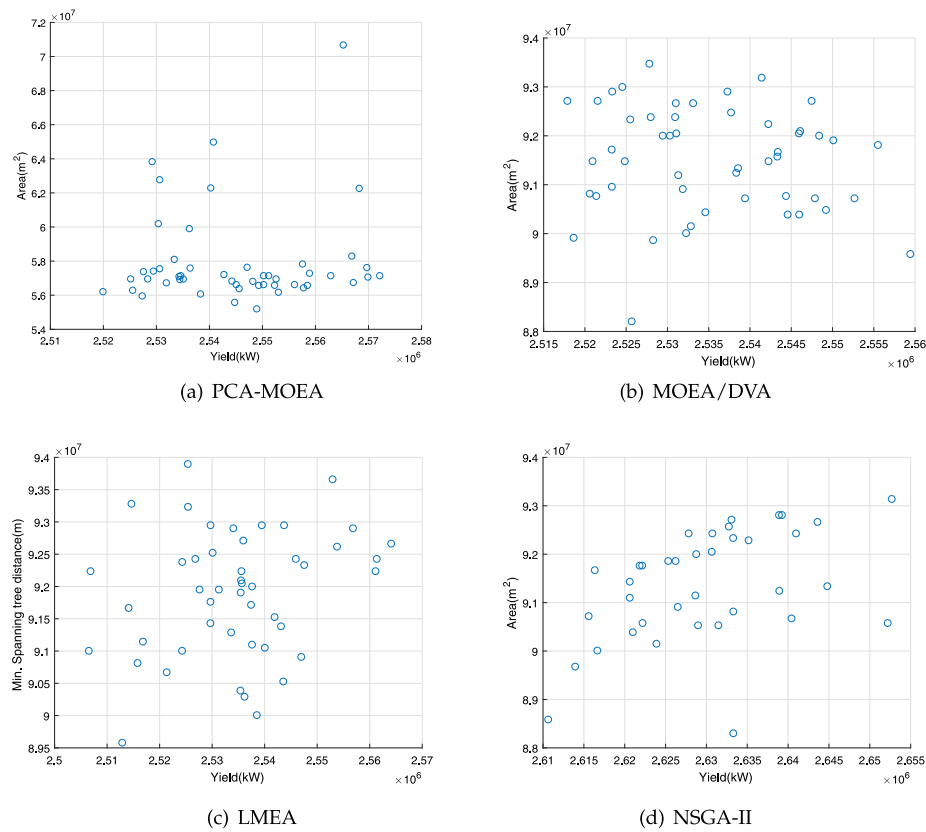 ×10^7
7.2
7
6.8
6.6
6.4
6.2
6
5.8
5.6
5.4
Area(m^2)
2.51 2.52 2.53 2.54 2.55 2.56 2.57 2.58
Yield(kW) ×10^6
(a) PCA-MOEA
×10^7
9.4
9.3
9.2
9.1
9
8.9
8.8
Area(m^2)
2.515 2.52 2.525 2.53 2.535 2.54 2.545 2.55 2.555 2.56
Yield(kW) ×10^6
(b) MOEA/DVA
×10^7
9.4
9.35
9.3
9.25
9.2
9.15
9.1
9.05
9
8.95
Min. Spanning tree distance(m)
2.5 2.51 2.52 2.53 2.54 2.55 2.56 2.57
Yield(kW) ×10^6
(c) LMEA
×10^7
9.4
9.3
9.2
9.1
9
8.9
8.8
Area(m^2)
2.61 2.615 2.62 2.625 2.63 2.635 2.64 2.645 2.65 2.655
Yield(kW) ×10^6
(d) NSGA-II